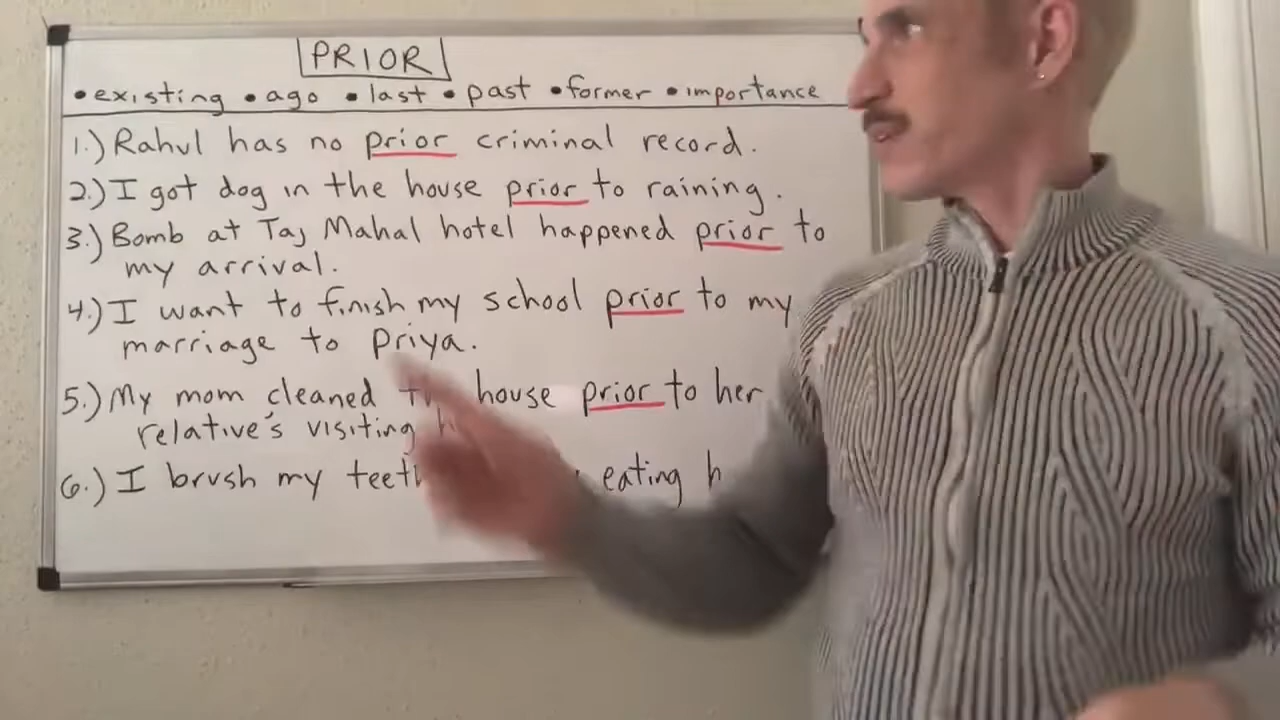 PRIOR
• existing • ago • last • past • former • importance
1.) Rahul has no prior criminal record.
2.) I got dog in the house prior to raining.
3.) Bomb at Taj Mahal hotel happened prior to
my arrival.
4.) I want to finish my school prior to my
marriage to Priya.
5.) My mom cleaned house prior to her
relative's visiting
6.) I brush my teeth eating